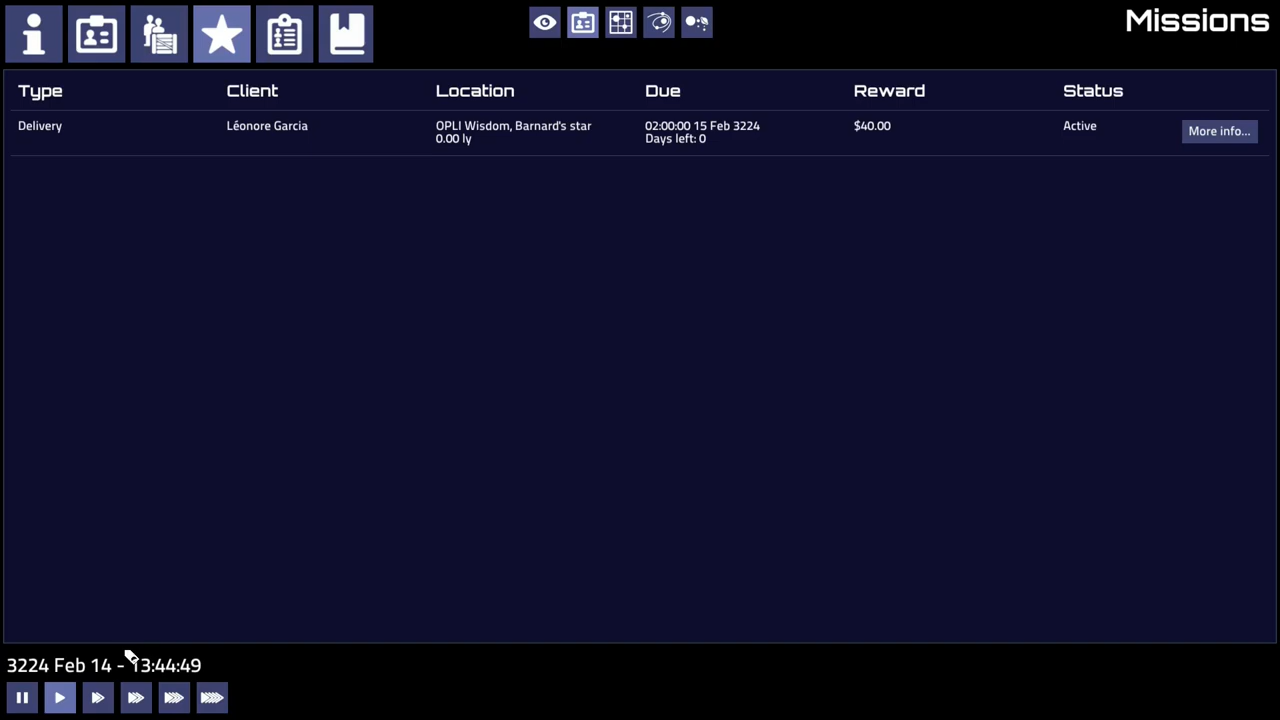 Missions
Type Client Location Due Reward Status
Delivery Léonore Garcia OPLI Wisdom, Barnard's star 02:00:00 15 Feb 3224 $40.00 Active More info...
0.00 ly Days left: 0
3224 Feb 14 - 13:44:49